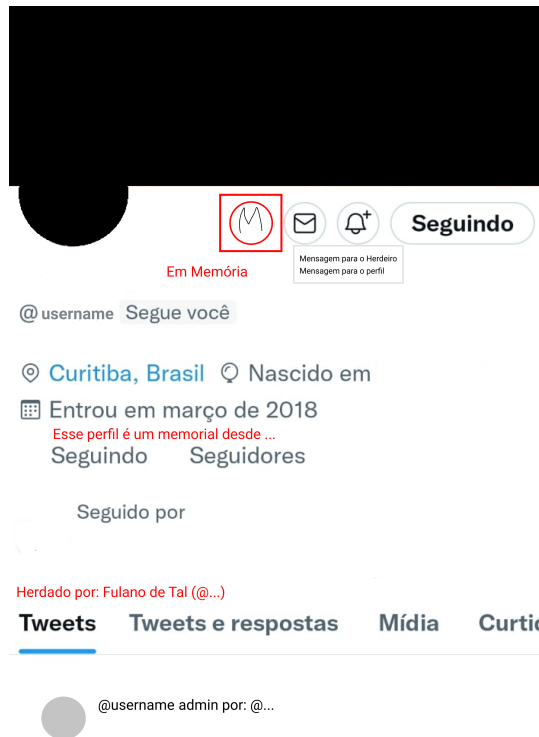 M
Seguindo
Mensagem para o Herdeiro
Mensagem para o perfil
Em Memória
@username Segue você
Curitiba, Brasil Nascido em
Entrou em março de 2018
Esse perfil é um memorial desde ...
Seguindo Seguidores
Seguido por
Herdado por: Fulano de Tal (@...)
Tweets Tweets e respostas Mídia Curtid
@username admin por: @...